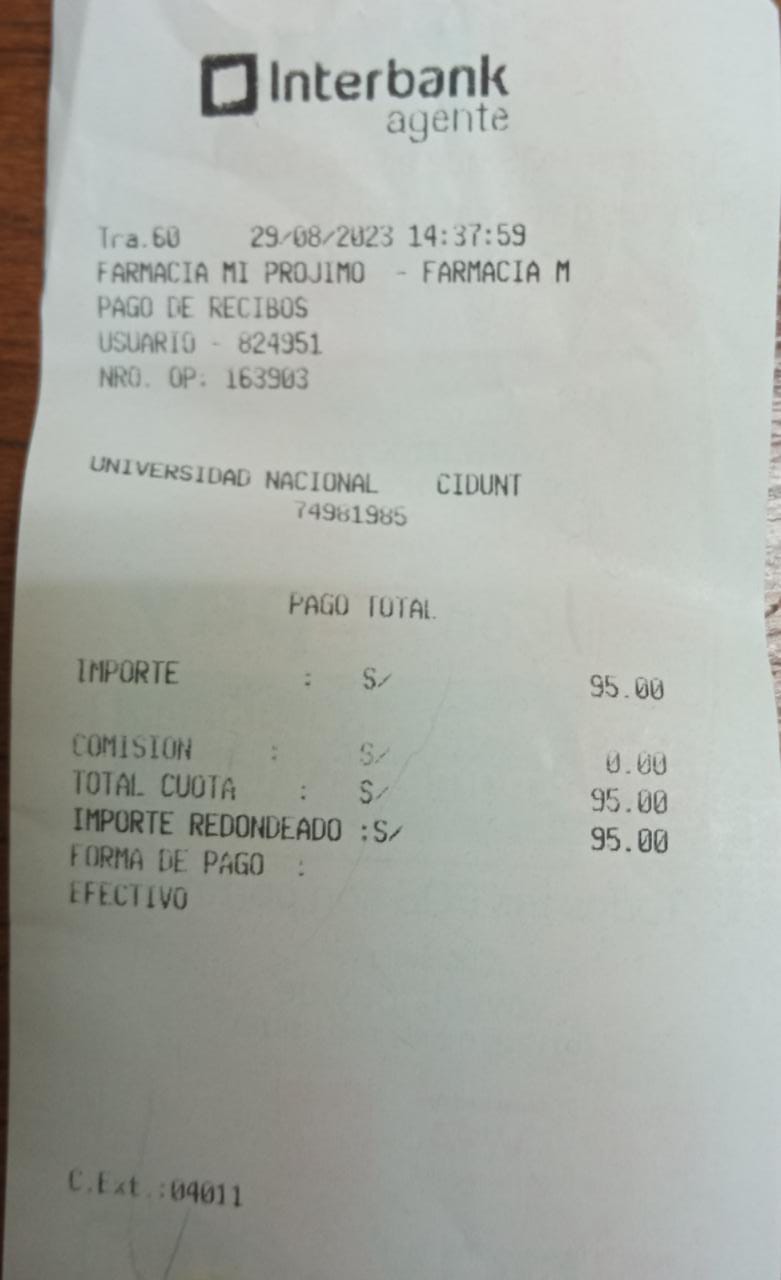 Interbank
agente
Tra.60 29/08/2023 14:37:59
FARMACIA MI PROJIMO - FARMACIA M
PAGO DE RECIBOS
USUARIO - 824951
NRO. OP: 163903
UNIVERSIDAD NACIONAL CIDUNT
74981985
PAGO TOTAL
IMPORTE : S/ 95.00
COMISION : S/ 0.00
TOTAL CUOTA : S/ 95.00
IMPORTE REDONDEADO :S/ 95.00
FORMA DE PAGO :
EFECTIVO
C.Ext.:04011